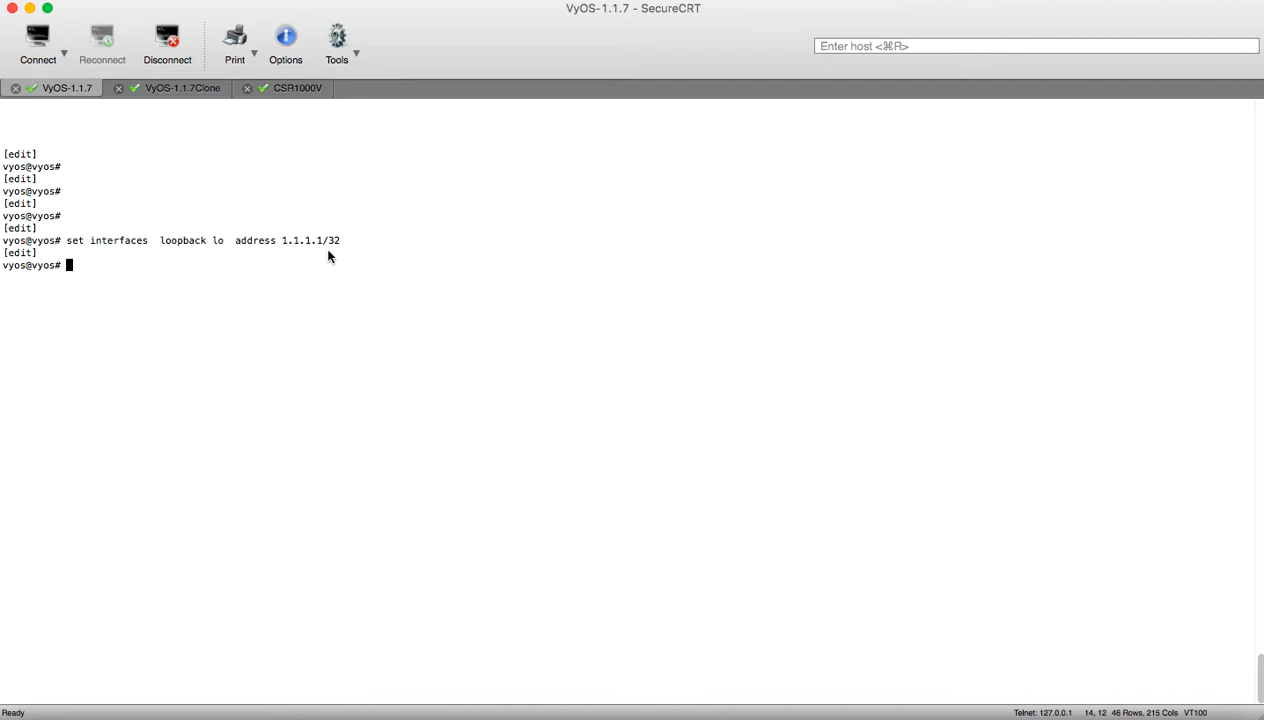 VyOS-1.1.7 - SecureCRT
Connect Reconnect Disconnect Print Options Tools
Enter host <⌘R>
VyOS-1.1.7 VyOS-1.1.7Clone CSR1000V
[edit]
vyos@vyos#
[edit]
vyos@vyos#
[edit]
vyos@vyos#
[edit]
vyos@vyos# set interfaces  loopback lo  address 1.1.1.1/32
[edit]
vyos@vyos#
Ready Telnet: 127.0.0.1 14, 12 46 Rows, 215 Cols VT100